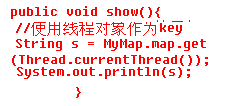 public void show(){
//使用线程对象作为key
String s = MyMap.map.get
(Thread.currentThread());
System.out.println(s);
}